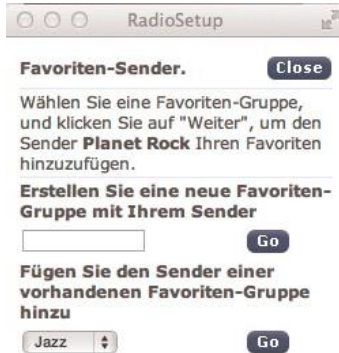 RadioSetup
Favoriten-Sender. Close
Wählen Sie eine Favoriten-Gruppe,
und klicken Sie auf "Weiter", um den
Sender Planet Rock Ihren Favoriten
hinzuzufügen.
Erstellen Sie eine neue Favoriten-
Gruppe mit Ihrem Sender
Go
Fügen Sie den Sender einer
vorhandenen Favoriten-Gruppe
hinzu
Jazz Go